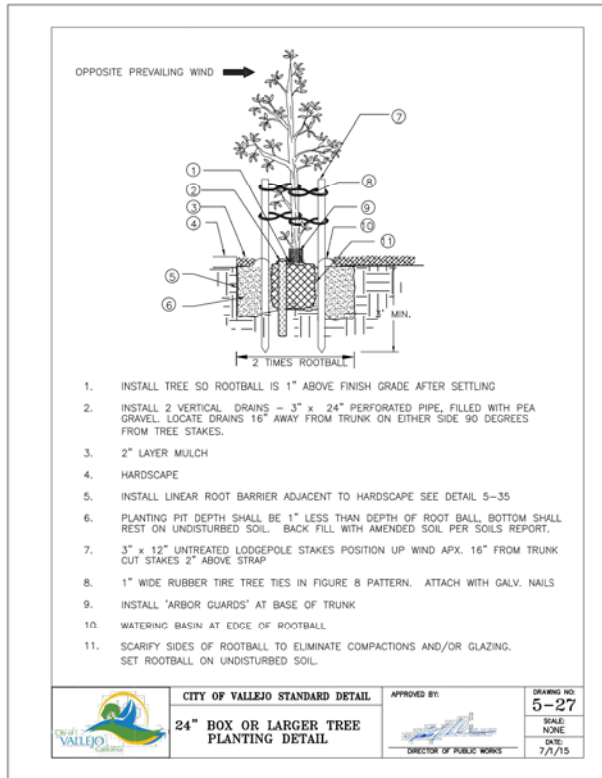 OPPOSITE PREVAILING WIND
7
1
8
2
9
3
10
4
11
5
6
3' MIN.
2 TIMES ROOTBALL
1. INSTALL TREE SO ROOTBALL IS 1" ABOVE FINISH GRADE AFTER SETTLING
2. INSTALL 2 VERTICAL DRAINS – 3" x 24" PERFORATED PIPE, FILLED WITH PEA
GRAVEL. LOCATE DRAINS 16" AWAY FROM TRUNK ON EITHER SIDE 90 DEGREES
FROM TREE STAKES.
3. 2" LAYER MULCH
4. HARDSCAPE
5. INSTALL LINEAR ROOT BARRIER ADJACENT TO HARDSCAPE SEE DETAIL 5-35
6. PLANTING PIT DEPTH SHALL BE 1" LESS THAN DEPTH OF ROOT BALL, BOTTOM SHALL
REST ON UNDISTURBED SOIL. BACK FILL WITH AMENDED SOIL PER SOILS REPORT.
7. 3" x 12" UNTREATED LODGEPOLE STAKES POSITION UP WIND APX. 16" FROM TRUNK
CUT STAKES 2" ABOVE STRAP
8. 1" WIDE RUBBER TIRE TREE TIES IN FIGURE 8 PATTERN. ATTACH WITH GALV. NAILS
9. INSTALL 'ARBOR GUARDS' AT BASE OF TRUNK
10. WATERING BASIN AT EDGE OF ROOTBALL
11. SCARIFY SIDES OF ROOTBALL TO ELIMINATE COMPACTIONS AND/OR GLAZING.
SET ROOTBALL ON UNDISTURBED SOIL.
City of
VALLEJO
California
CITY OF VALLEJO STANDARD DETAIL
24" BOX OR LARGER TREE
PLANTING DETAIL
APPROVED BY:
DIRECTOR OF PUBLIC WORKS
DRAWING NO:
5-27
SCALE:
NONE
DATE:
7/1/15